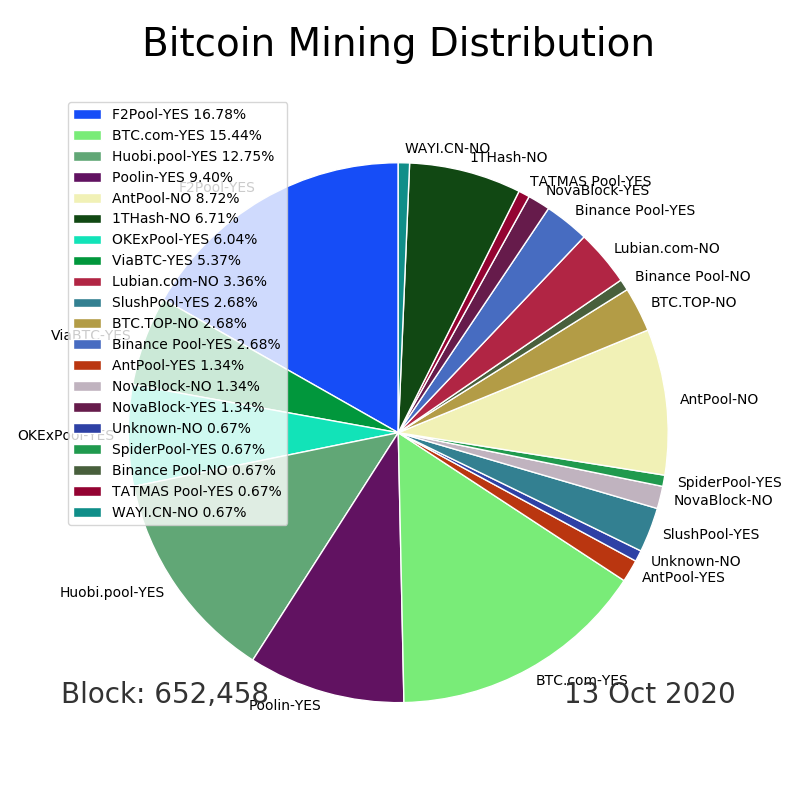 Bitcoin Mining Distribution
F2Pool-YES 16.78%
BTC.com-YES 15.44%
Huobi.pool-YES 12.75%
Poolin-YES 9.40%
AntPool-NO 8.72%
1THash-NO 6.71%
OKExPool-YES 6.04%
ViaBTC-YES 5.37%
Lubian.com-NO 3.36%
SlushPool-YES 2.68%
BTC.TOP-NO 2.68%
Binance Pool-YES 2.68%
AntPool-YES 1.34%
NovaBlock-NO 1.34%
NovaBlock-YES 1.34%
Unknown-NO 0.67%
SpiderPool-YES 0.67%
Binance Pool-NO 0.67%
TATMAS Pool-YES 0.67%
WAYI.CN-NO 0.67%
WAYI.CN-NO
1THash-NO
TATMAS Pool-YES
NovaBlock-YES
Binance Pool-YES
Lubian.com-NO
Binance Pool-NO
BTC.TOP-NO
AntPool-NO
SpiderPool-YES
NovaBlock-NO
SlushPool-YES
Unknown-NO
AntPool-YES
BTC.com-YES
Poolin-YES
Huobi.pool-YES
OKExPool-YES
ViaBTC-YES
F2Pool-YES
Block: 652,458
13 Oct 2020